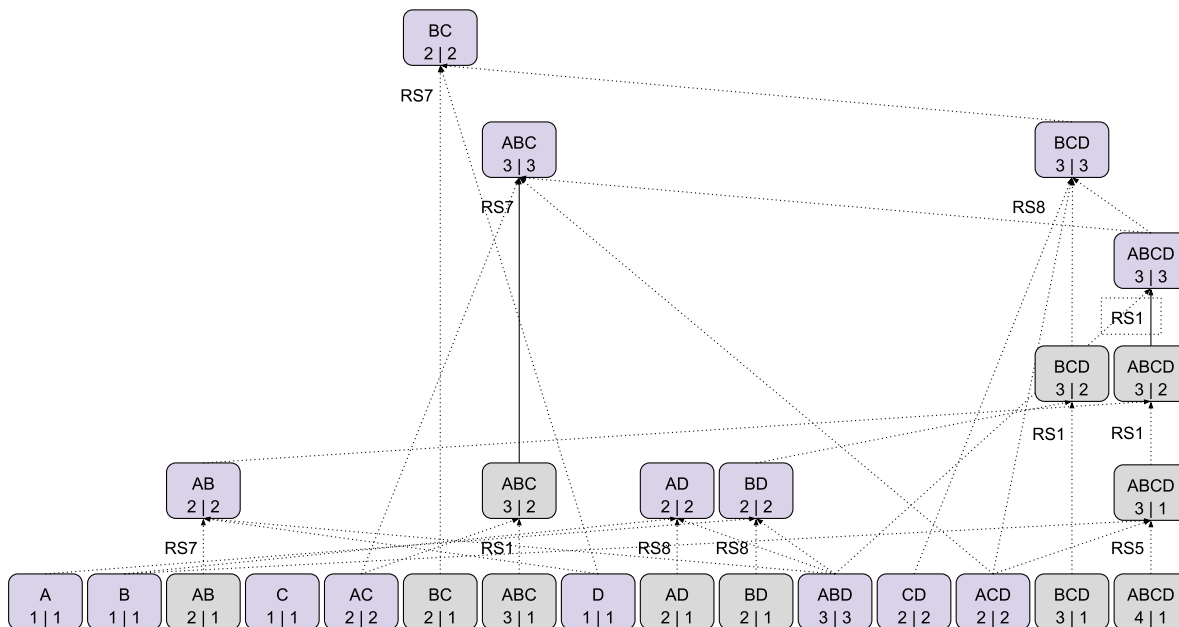 BC
2 | 2
RS7
ABC
3 | 3
BCD
3 | 3
RS7
RS8
ABCD
3 | 3
RS1
BCD
3 | 2
ABCD
3 | 2
RS1
RS1
AB
2 | 2
ABC
3 | 2
AD
2 | 2
BD
2 | 2
ABCD
3 | 1
RS7
RS1
RS8
RS8
RS5
A
1 | 1
B
1 | 1
AB
2 | 1
C
1 | 1
AC
2 | 2
BC
2 | 1
ABC
3 | 1
D
1 | 1
AD
2 | 1
BD
2 | 1
ABD
3 | 3
CD
2 | 2
ACD
2 | 2
BCD
3 | 1
ABCD
4 | 1